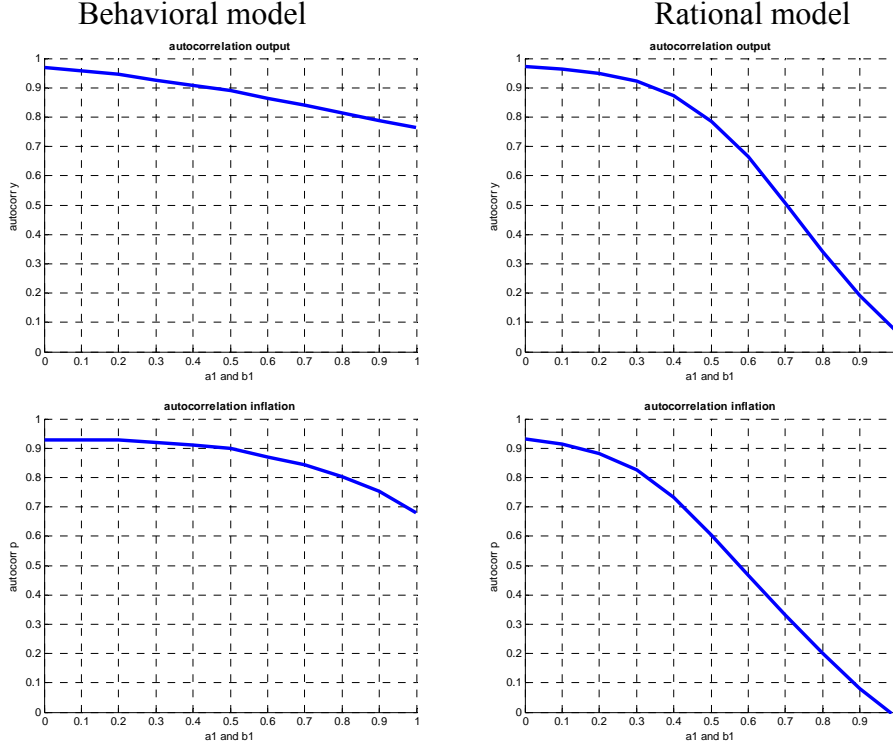 Behavioral model
Rational model
autocorrelation output
1
0.9
0.8
0.7
0.6
0.5
0.4
0.3
0.2
0.1
0
autocorr y
0 0.1 0.2 0.3 0.4 0.5 0.6 0.7 0.8 0.9 1
a1 and b1
autocorrelation output
1
0.9
0.8
0.7
0.6
0.5
0.4
0.3
0.2
0.1
0
autocorr y
0 0.1 0.2 0.3 0.4 0.5 0.6 0.7 0.8 0.9
a1 and b1
autocorrelation inflation
1
0.9
0.8
0.7
0.6
0.5
0.4
0.3
0.2
0.1
0
autocorr p
0 0.1 0.2 0.3 0.4 0.5 0.6 0.7 0.8 0.9 1
a1 and b1
autocorrelation inflation
1
0.9
0.8
0.7
0.6
0.5
0.4
0.3
0.2
0.1
0
autocorr p
0 0.1 0.2 0.3 0.4 0.5 0.6 0.7 0.8 0.9
a1 and b1